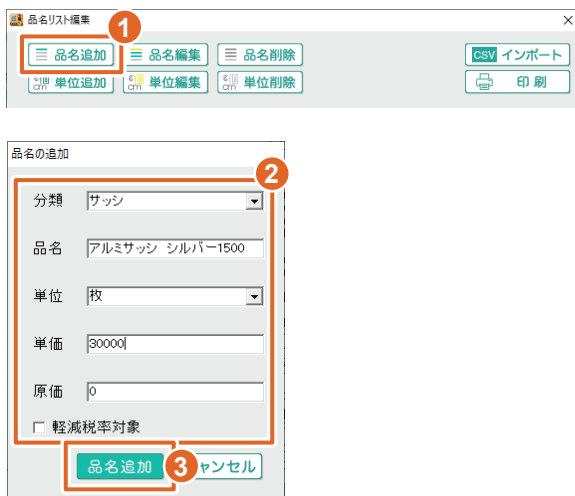 品名リスト編集
1
品名追加 品名編集 品名削除 CSV インポート
単位追加 単位編集 単位削除 印刷
品名の追加
2
分類 サッシ
品名 アルミサッシ シルバー1500
単位 枚
単価 30000
原価 0
軽減税率対象
品名追加 3 ャンセル